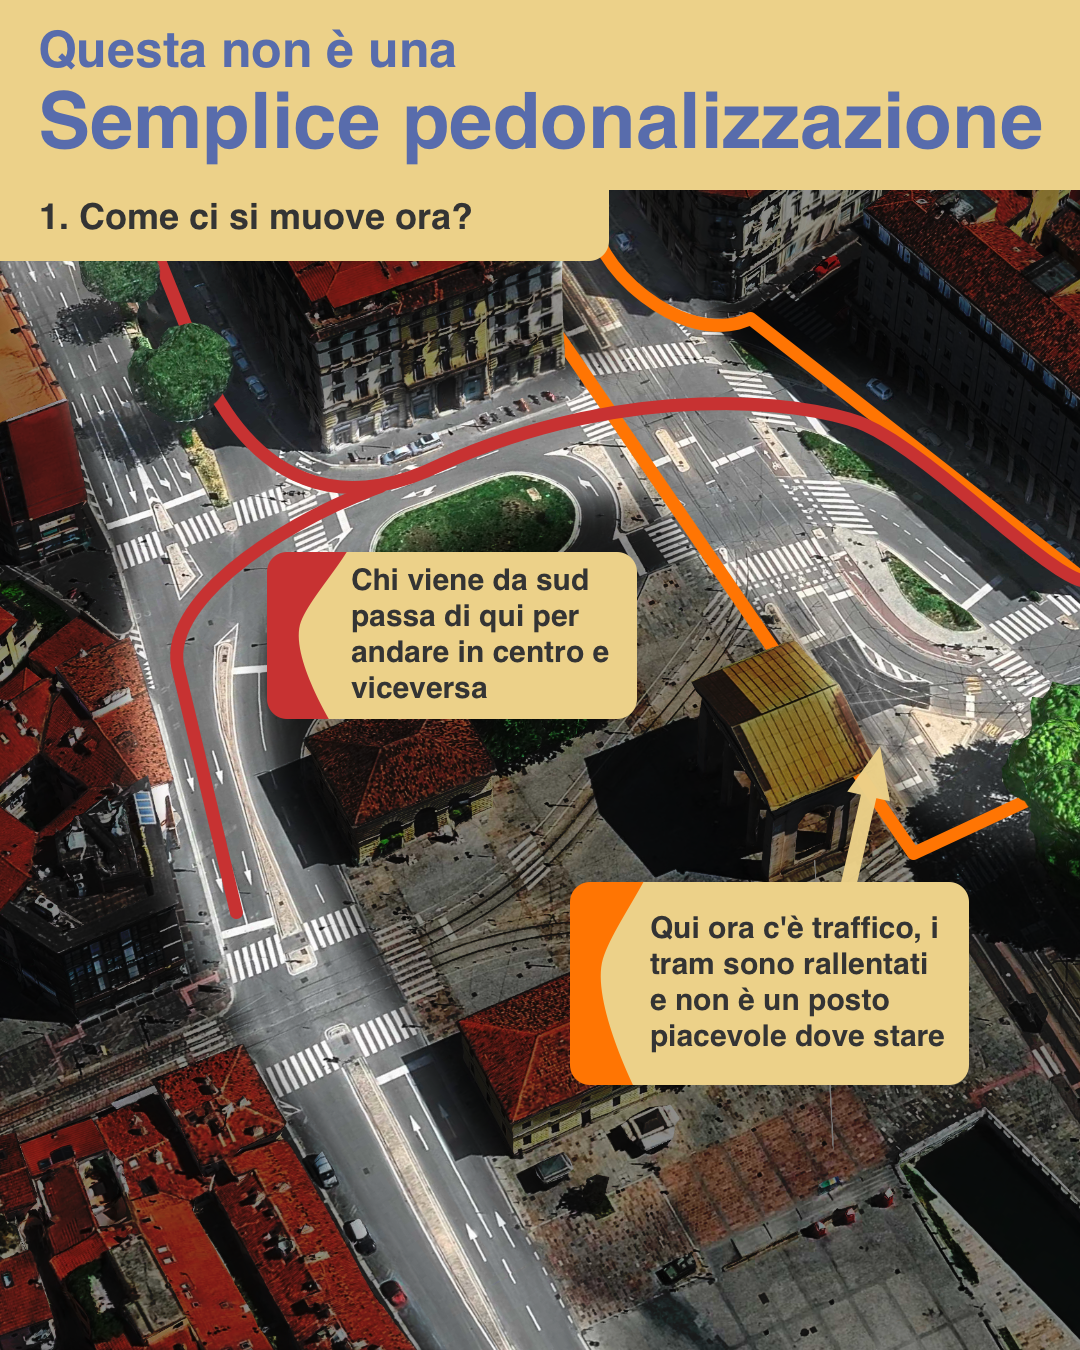 Questa non è una
Semplice pedonalizzazione
1. Come ci si muove ora?
Chi viene da sud
passa di qui per
andare in centro e
viceversa
Qui ora c'è traffico, i
tram sono rallentati
e non è un posto
piacevole dove stare